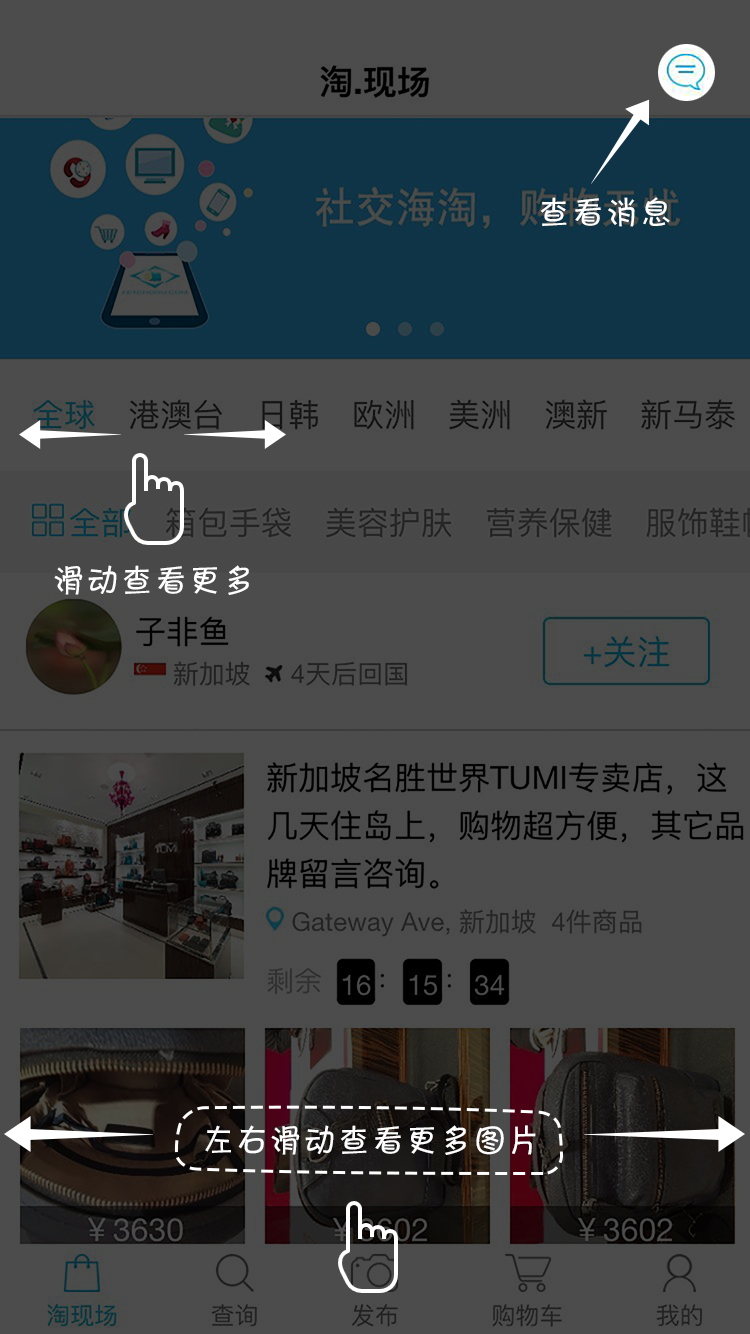 淘.现场
社交海淘，购物无忧
查看消息
全球 港澳台 日韩 欧洲 美洲 澳新 新马泰
全部 箱包手袋 美容护肤 营养保健 服饰鞋帽
滑动查看更多
子非鱼
新加坡 4天后回国
+关注
新加坡名胜世界TUMI专卖店，这
几天住岛上，购物超方便，其它品
牌留言咨询。
TUMI
Gateway Ave, 新加坡 4件商品
剩余 16: 15: 34
左右滑动查看更多图片
¥3630 ¥3602 ¥3602
淘现场 查询 发布 购物车 我的